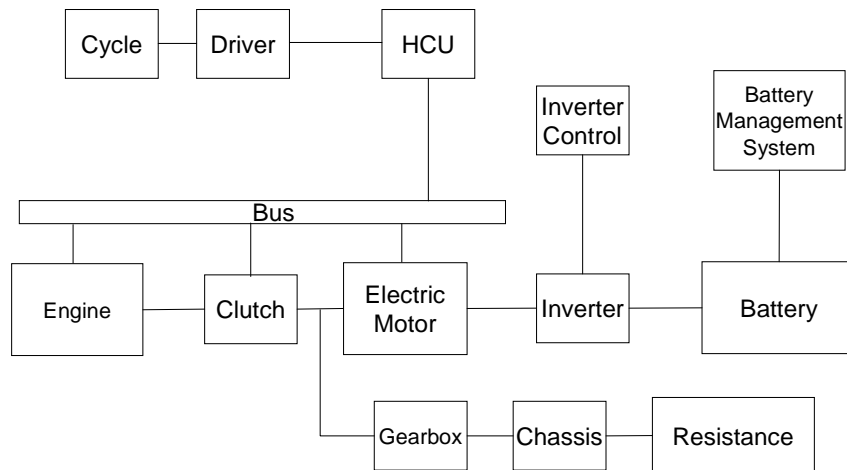 Cycle
Driver
HCU
Inverter
Control
Battery
Management
System
Bus
Engine
Clutch
Electric
Motor
Inverter
Battery
Gearbox
Chassis
Resistance